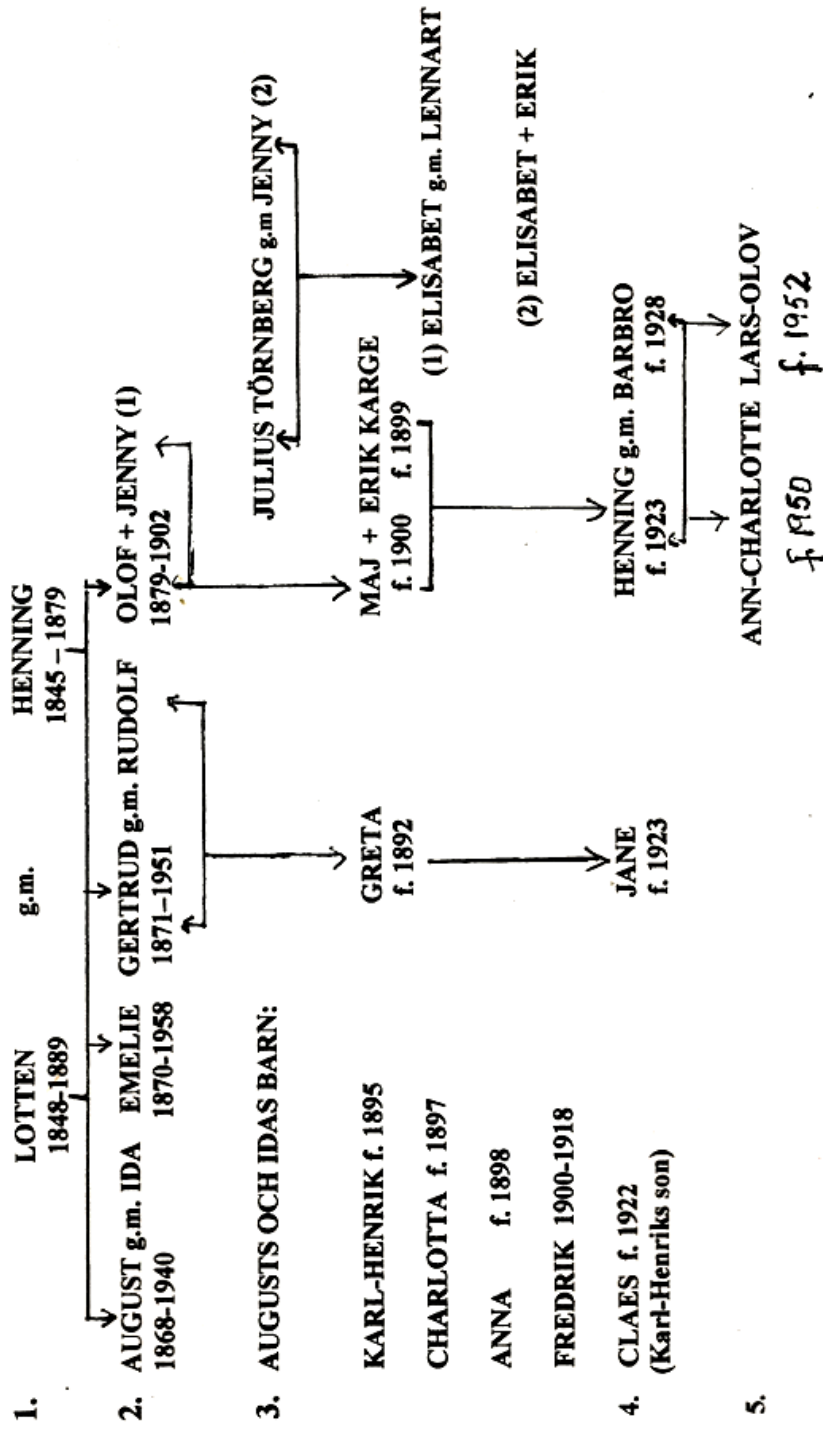 1.
LOTTEN g.m. HENNING
1848-1889 1845 – 1879
2. AUGUST g.m. IDA EMELIE GERTRUD g.m. RUDOLF OLOF + JENNY (1)
1868-1940 1870-1958 1871–1951 1879-1902
3. AUGUSTS OCH IDAS BARN: JULIUS TÖRNBERG g.m JENNY (2)
KARL-HENRIK f. 1895 GRETA MAJ + ERIK KARGE
f. 1892 f. 1900 f. 1899
CHARLOTTA f. 1897 (1) ELISABET g.m. LENNART
ANNA f. 1898
(2) ELISABET + ERIK
FREDRIK 1900-1918
4. CLAES f. 1922 JANE HENNING g.m. BARBRO
(Karl-Henriks son) f. 1923 f. 1923 f. 1928
5. ANN-CHARLOTTE LARS-OLOV
f 1950 f. 1952